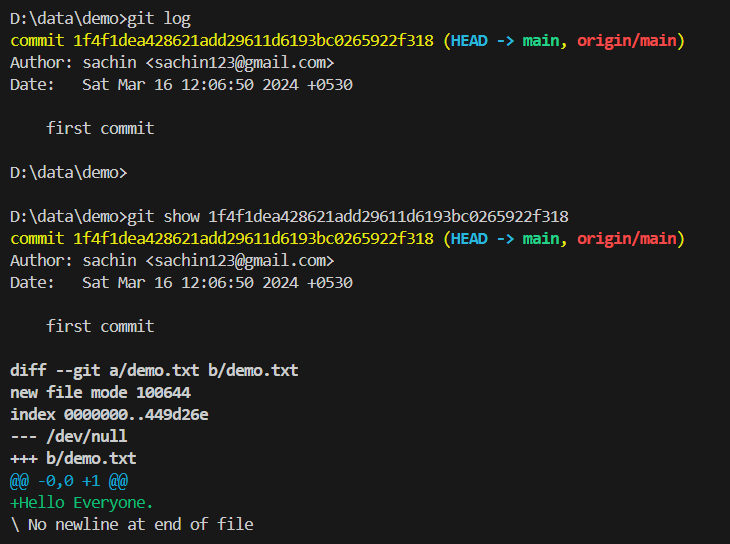 D:\data\demo>git log
commit 1f4f1dea428621add29611d6193bc0265922f318 (HEAD -> main, origin/main)
Author: sachin <sachin123@gmail.com>
Date:   Sat Mar 16 12:06:50 2024 +0530
    first commit
D:\data\demo>
D:\data\demo>git show 1f4f1dea428621add29611d6193bc0265922f318
commit 1f4f1dea428621add29611d6193bc0265922f318 (HEAD -> main, origin/main)
Author: sachin <sachin123@gmail.com>
Date:   Sat Mar 16 12:06:50 2024 +0530
    first commit
diff --git a/demo.txt b/demo.txt
new file mode 100644
index 0000000..449d26e
--- /dev/null
+++ b/demo.txt
@@ -0,0 +1 @@
+Hello Everyone.
\ No newline at end of file